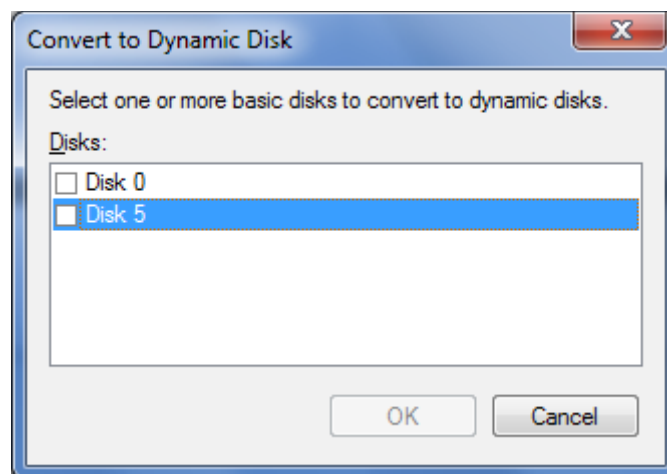 Convert to Dynamic Disk
Select one or more basic disks to convert to dynamic disks.
Disks:
Disk 0
Disk 5
OK
Cancel